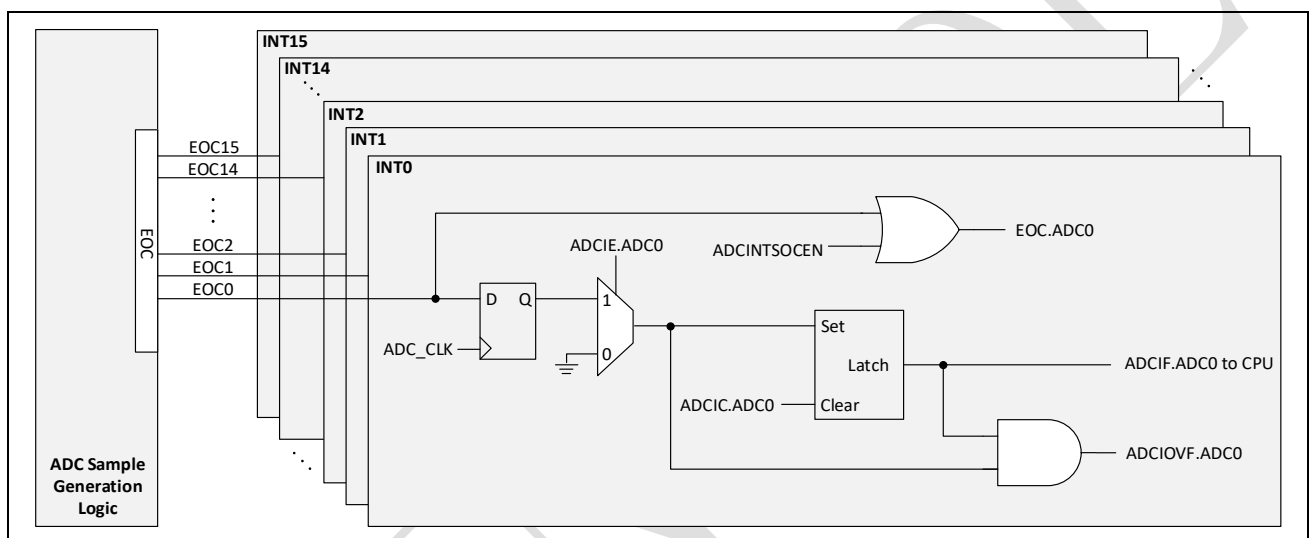 INT15
INT14
INT2
INT1
INT0
EOC15
EOC14
EOC
EOC2
EOC1
EOC0
ADCIE.ADC0
ADCINTSOCEN
EOC.ADC0
D Q
1
0
ADC_CLK
Set
Latch
Clear
ADCIC.ADC0
ADCIF.ADC0 to CPU
ADCIOVF.ADC0
ADC Sample
Generation
Logic